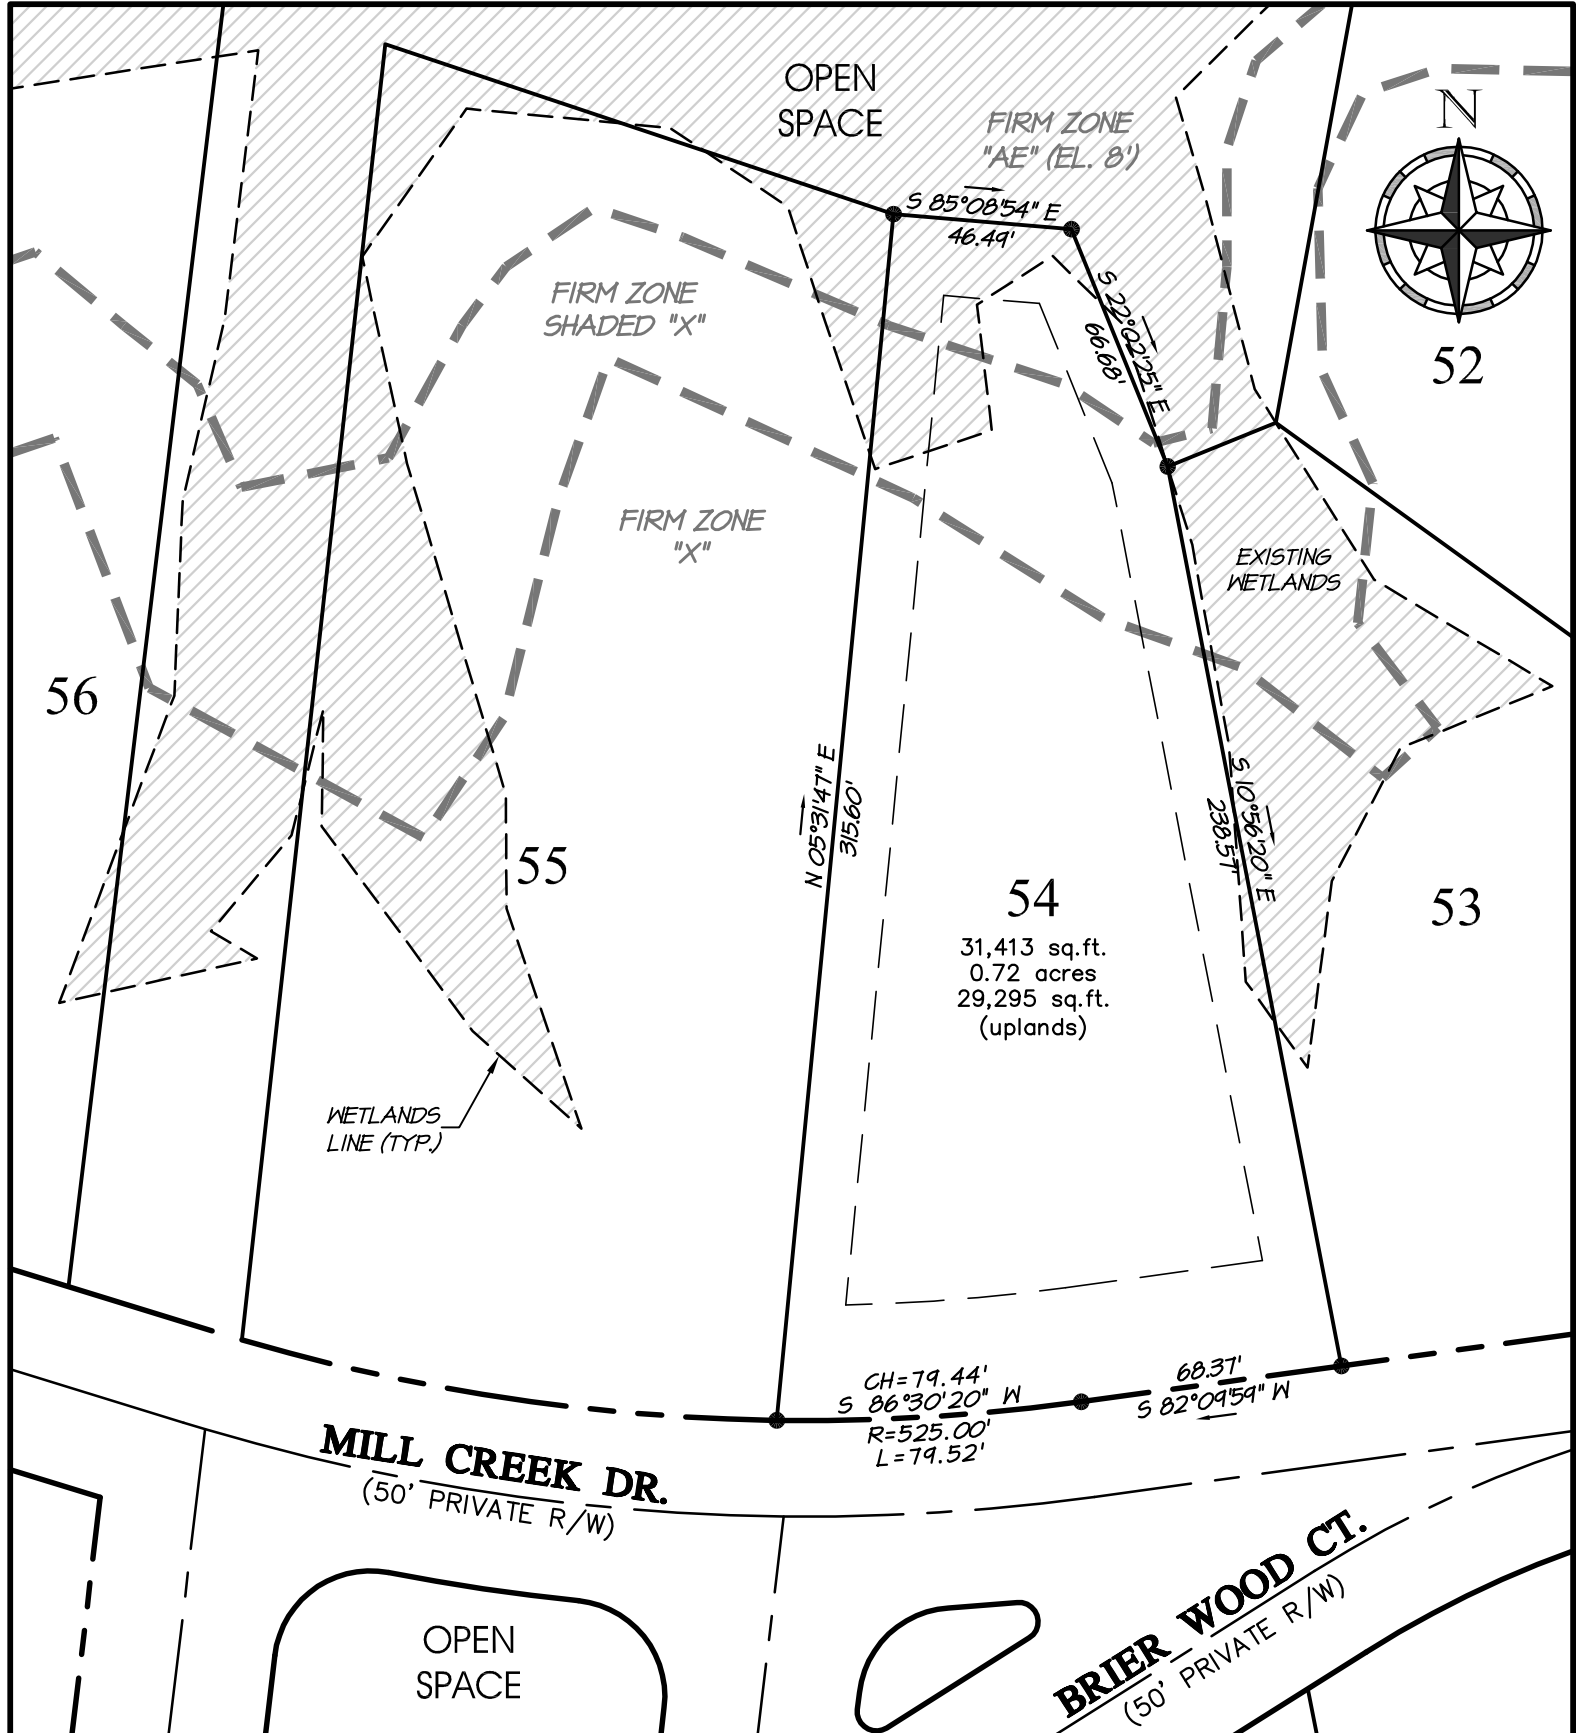 OPEN
SPACE
FIRM ZONE
"AE" (EL. 8')
N
S 85°08'54" E
46.49'
S 22°02'25" E
66.68'
52
FIRM ZONE
SHADED "X"
FIRM ZONE
"X"
EXISTING
WETLANDS
56
55
N 05°31'47" E
315.60'
S 10°56'20" E
238.57'
54
31,413 sq.ft.
0.72 acres
29,295 sq.ft.
(uplands)
53
WETLANDS
LINE (TYP.)
CH=79.44'
S 86°30'20" W
R=525.00'
L=79.52'
68.37'
S 82°09'59" W
MILL CREEK DR.
(50' PRIVATE R/W)
BRIER WOOD CT.
(50' PRIVATE R/W)
OPEN
SPACE